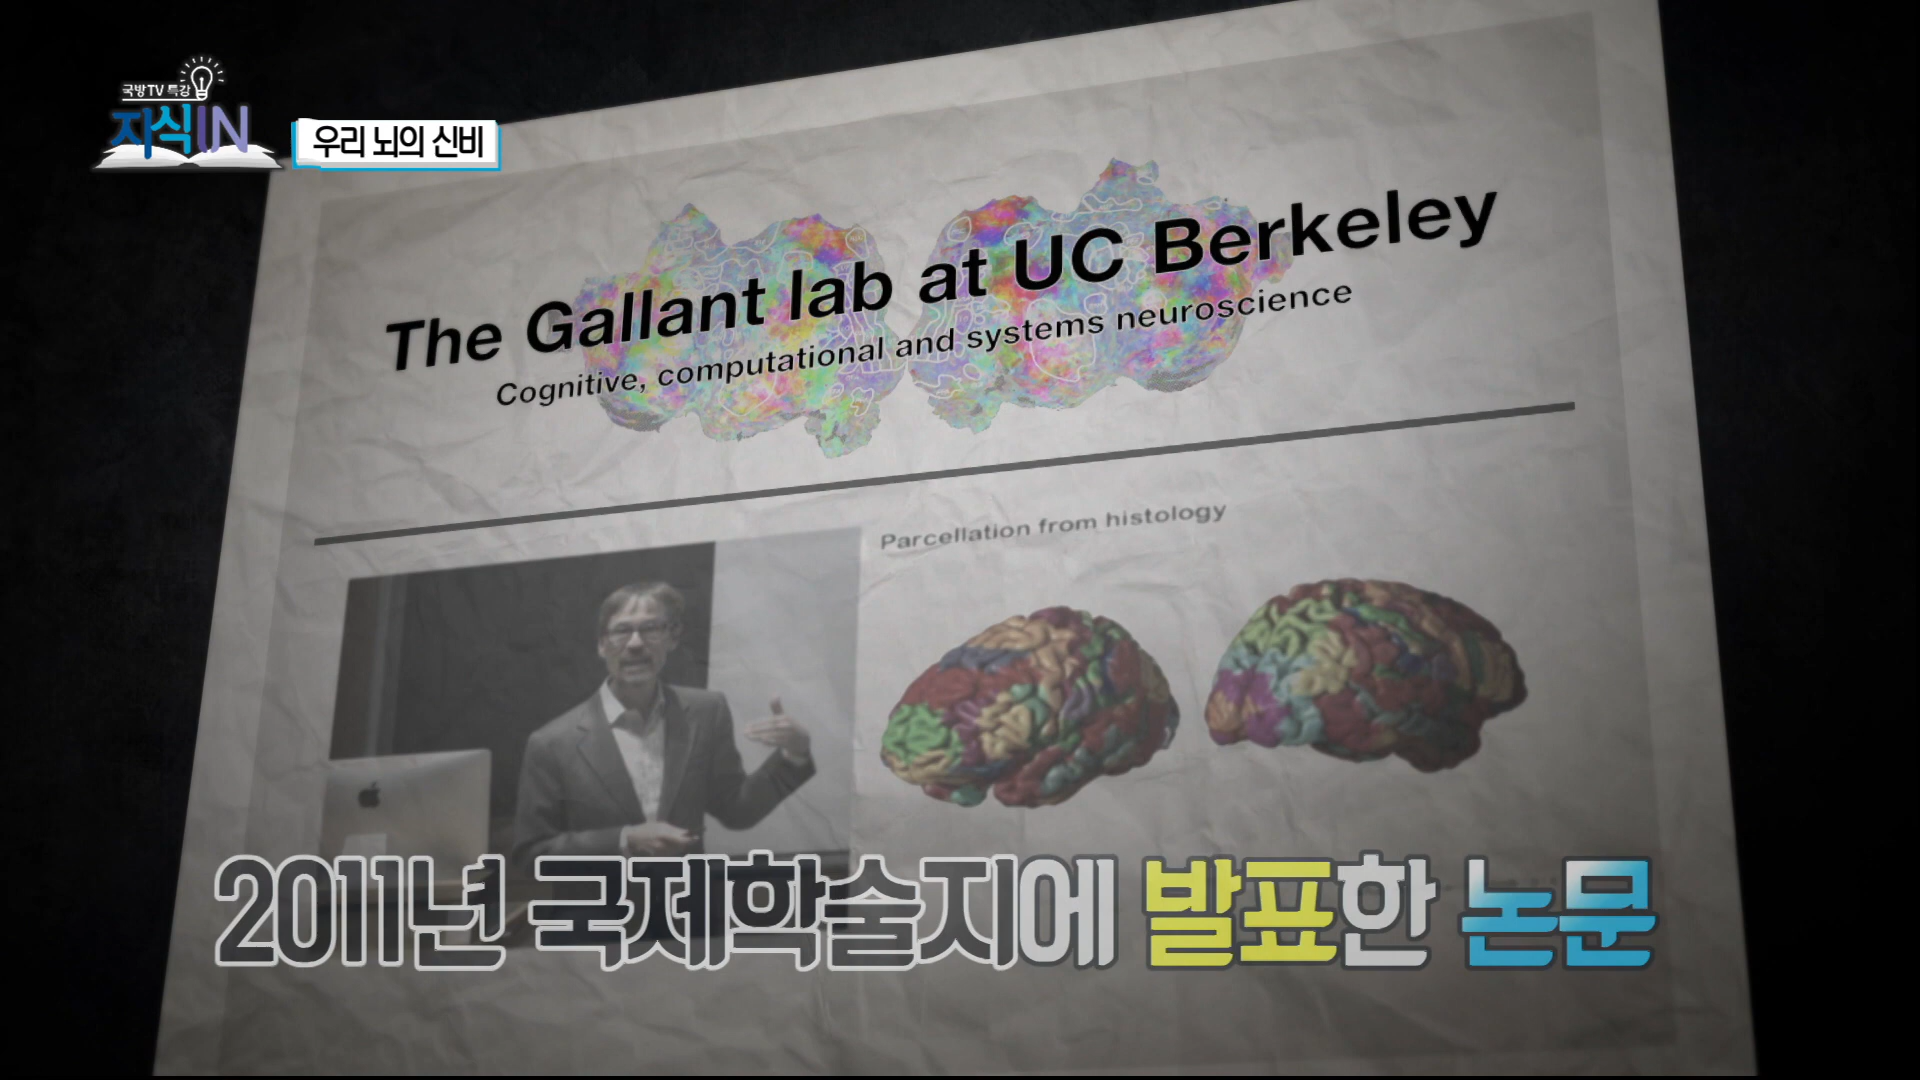 국방TV 특강
지식IN
우리 뇌의 신비
The Gallant lab at UC Berkeley
Cognitive, computational and systems neuroscience
Parcellation from histology
2011년 국제학술지에 발표한 논문